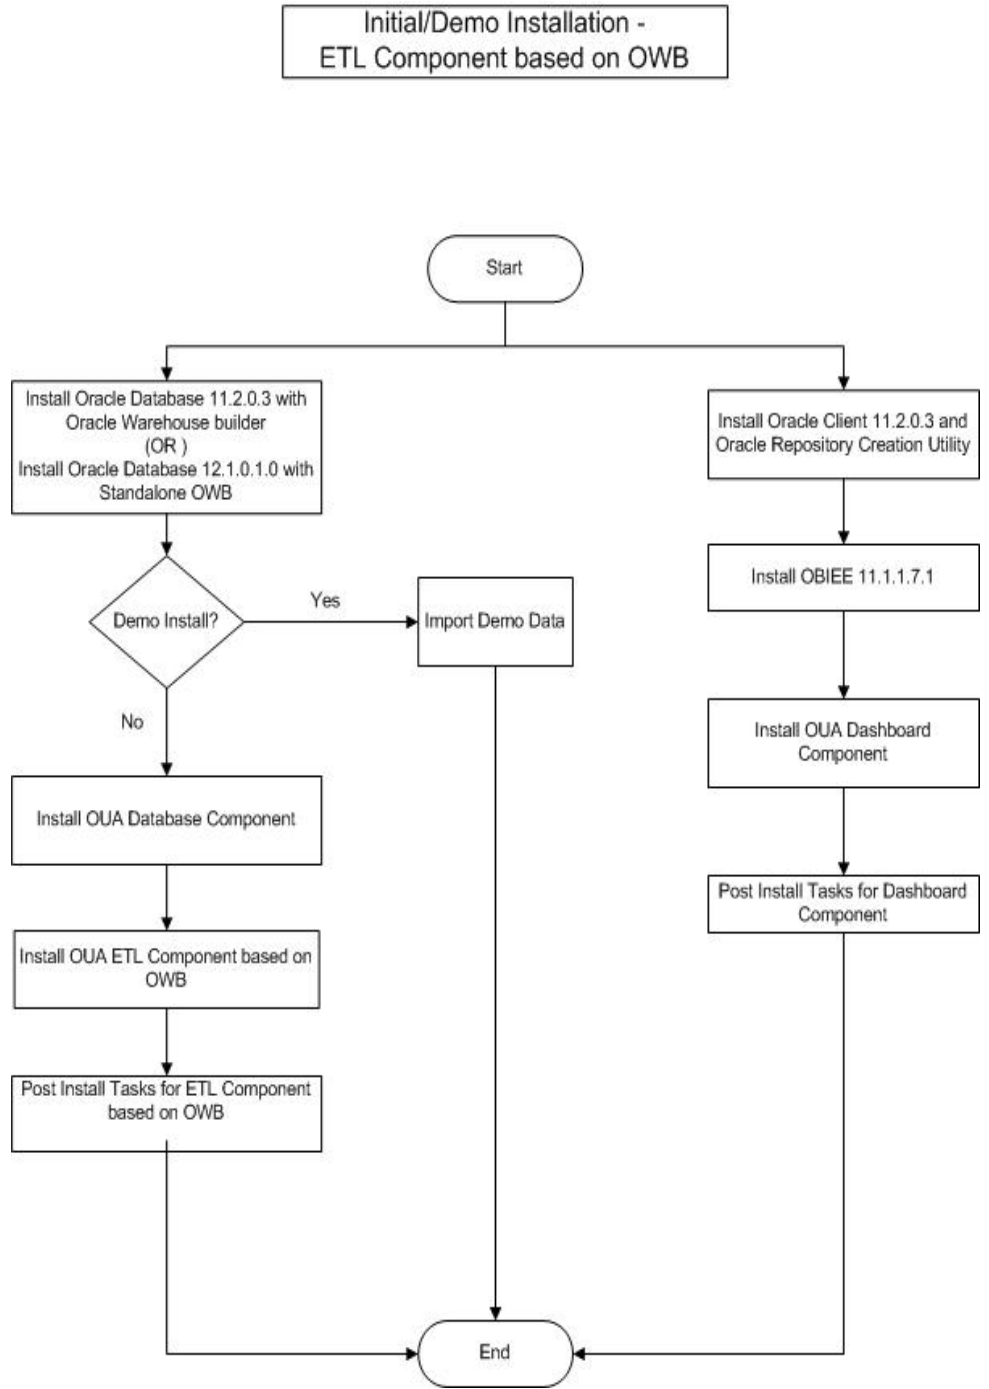 Initial/Demo Installation -
ETL Component based on OWB
Start
Install Oracle Database 11.2.0.3 with
Oracle Warehouse builder
(OR )
Install Oracle Database 12.1.0.1.0 with
Standalone OWB
Install Oracle Client 11.2.0.3 and
Oracle Repository Creation Utility
Install OBIEE 11.1.1.7.1
Demo Install?
Yes
Import Demo Data
No
Install OUA Dashboard
Component
Install OUA Database Component
Post Install Tasks for Dashboard
Component
Install OUA ETL Component based on
OWB
Post Install Tasks for ETL Component
based on OWB
End